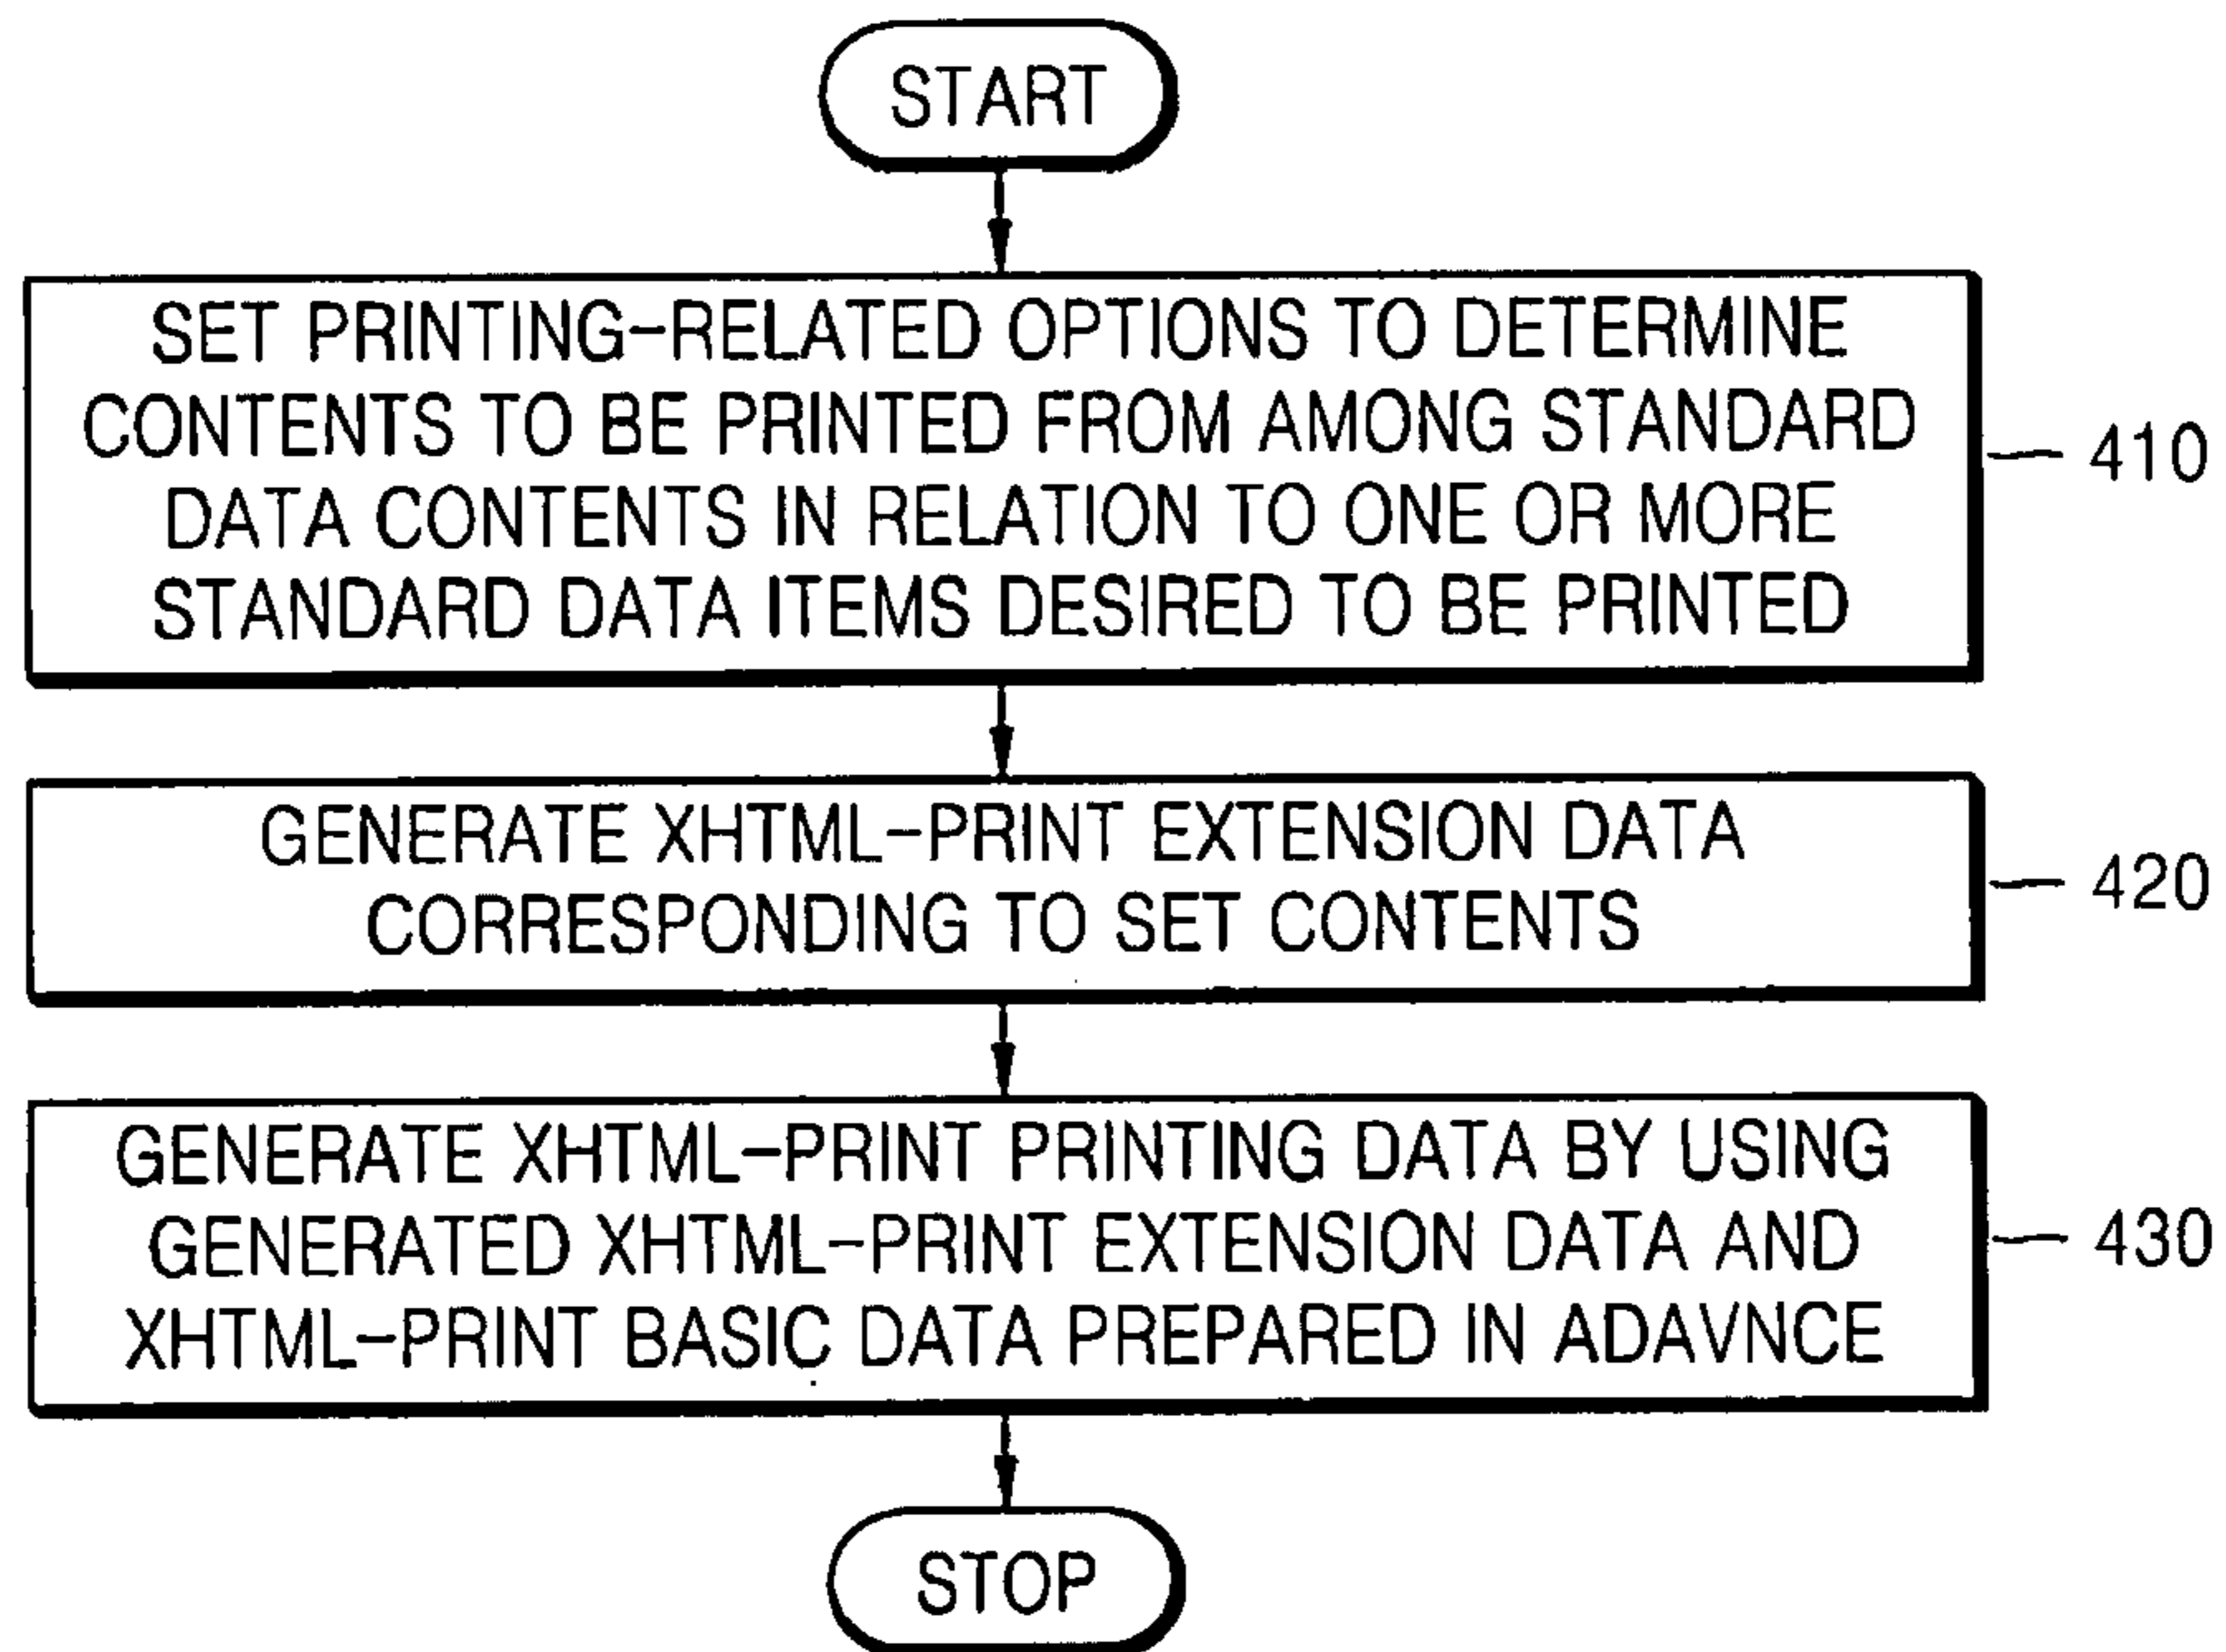 START
SET PRINTING-RELATED OPTIONS TO DETERMINE
CONTENTS TO BE PRINTED FROM AMONG STANDARD
DATA CONTENTS IN RELATION TO ONE OR MORE
STANDARD DATA ITEMS DESIRED TO BE PRINTED
410
GENERATE XHTML-PRINT EXTENSION DATA
CORRESPONDING TO SET CONTENTS
420
GENERATE XHTML-PRINT PRINTING DATA BY USING
GENERATED XHTML-PRINT EXTENSION DATA AND
XHTML-PRINT BASIC DATA PREPARED IN ADAVNCE
430
STOP